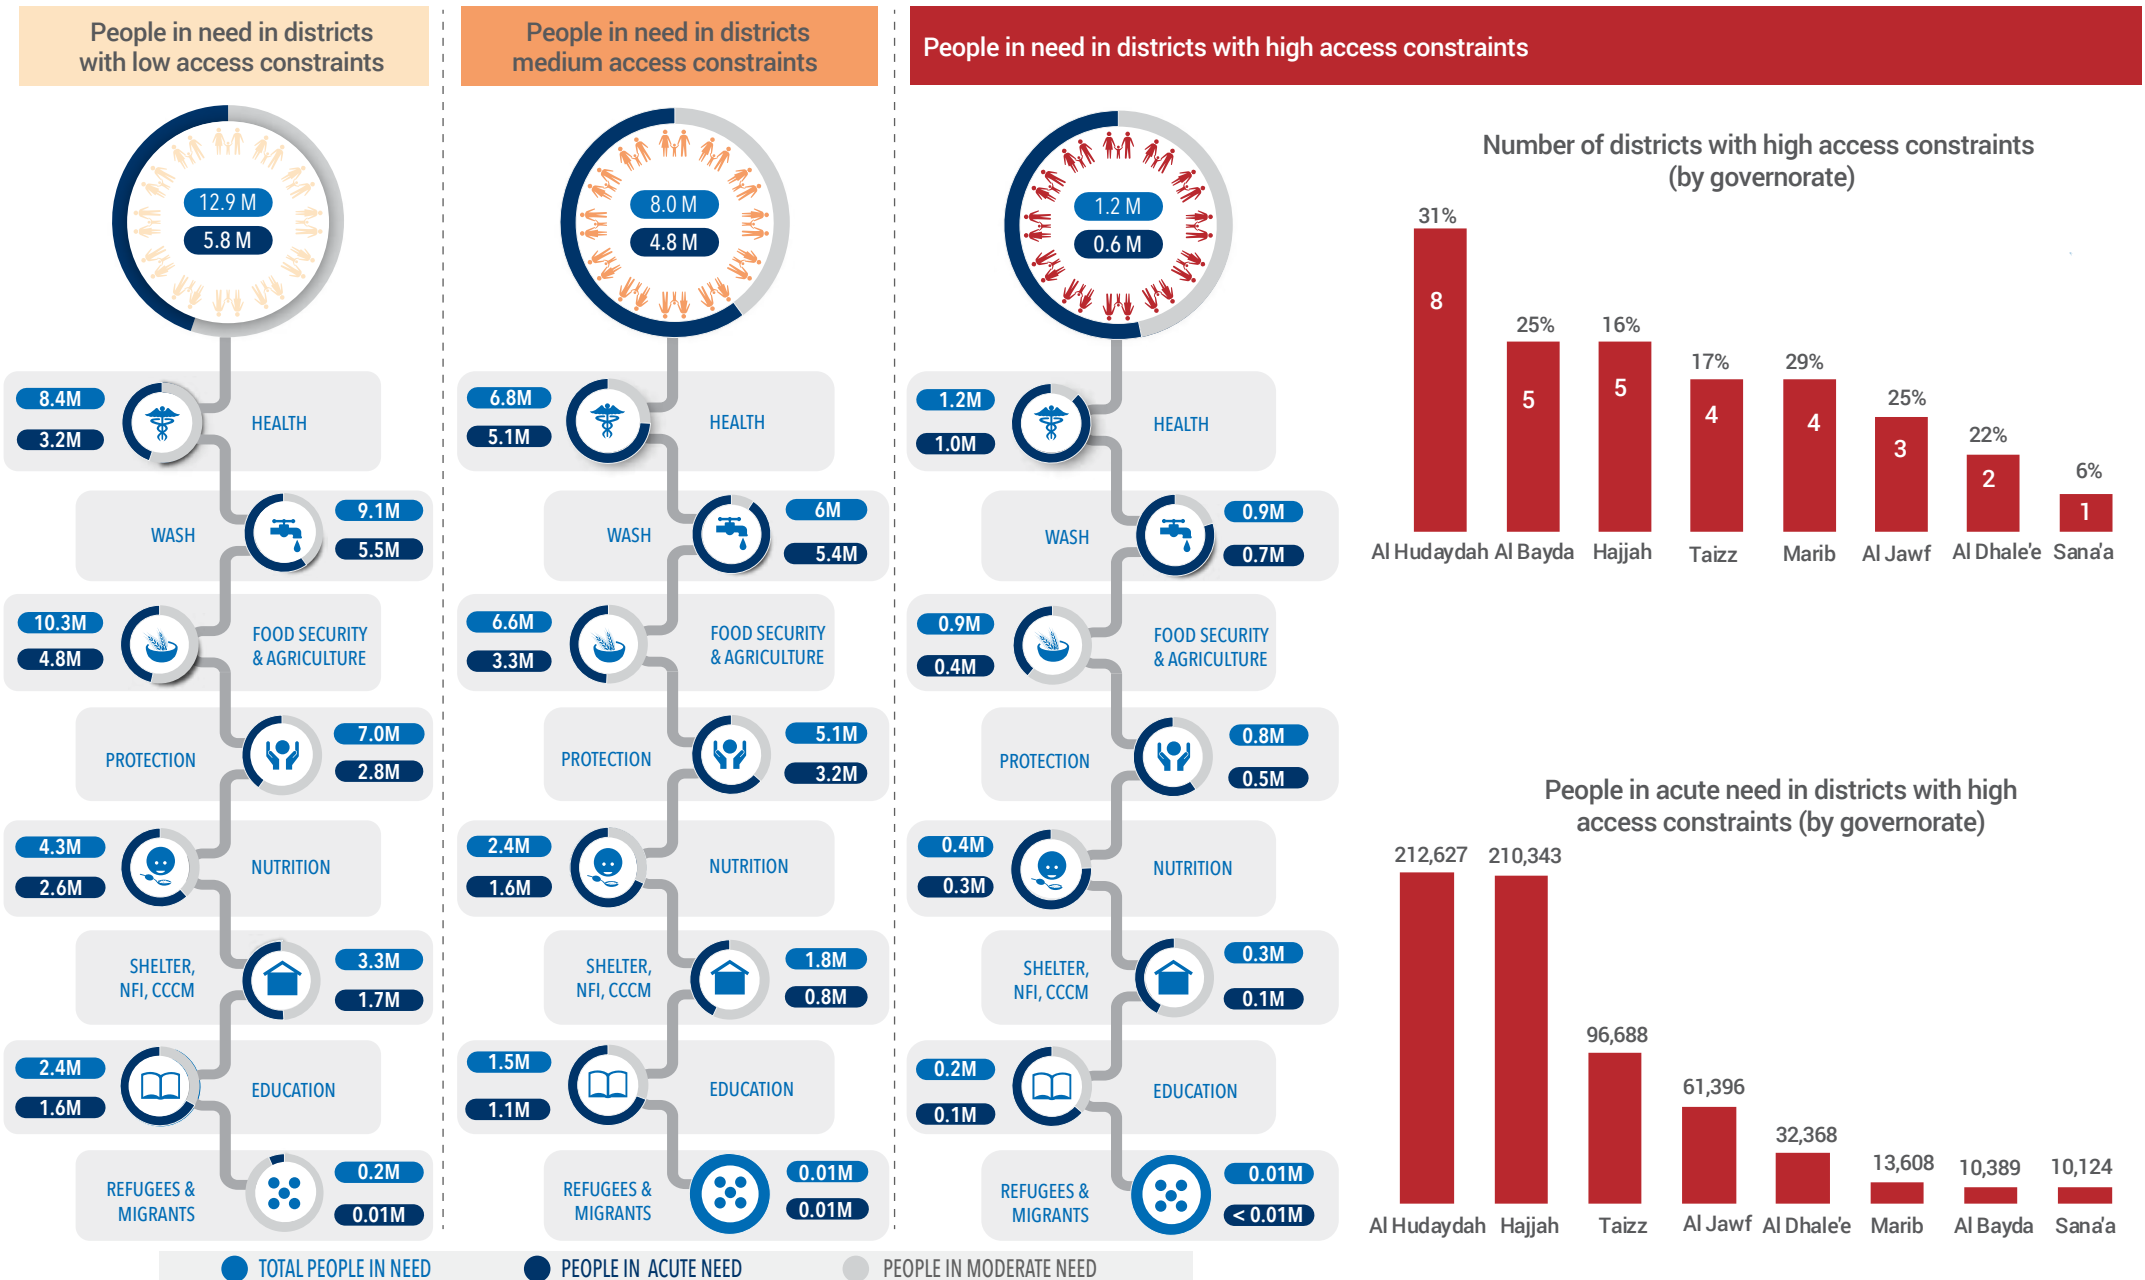 People in need in districts
with low access constraints
12.9 M
5.8 M
8.4M
3.2M
HEALTH
WASH
9.1M
5.5M
10.3M
4.8M
FOOD SECURITY
& AGRICULTURE
PROTECTION
7.0M
2.8M
4.3M
2.6M
NUTRITION
SHELTER,
NFI, CCCM
3.3M
1.7M
2.4M
1.6M
EDUCATION
REFUGEES &
MIGRANTS
0.2M
0.01M
People in need in districts
medium access constraints
8.0 M
4.8 M
6.8M
5.1M
HEALTH
WASH
6M
5.4M
6.6M
3.3M
FOOD SECURITY
& AGRICULTURE
PROTECTION
5.1M
3.2M
2.4M
1.6M
NUTRITION
SHELTER,
NFI, CCCM
1.8M
0.8M
1.5M
1.1M
EDUCATION
REFUGEES &
MIGRANTS
0.01M
0.01M
People in need in districts with high access constraints
1.2 M
0.6 M
1.2M
1.0M
HEALTH
WASH
0.9M
0.7M
0.9M
0.4M
FOOD SECURITY
& AGRICULTURE
PROTECTION
0.8M
0.5M
0.4M
0.3M
NUTRITION
SHELTER,
NFI, CCCM
0.3M
0.1M
0.2M
0.1M
EDUCATION
REFUGEES &
MIGRANTS
0.01M
< 0.01M
Number of districts with high access constraints
(by governorate)
31% 25% 16% 17% 29% 25% 22% 6%
8 5 5 4 4 3 2 1
Al Hudaydah Al Bayda Hajjah Taizz Marib Al Jawf Al Dhale'e Sana'a
People in acute need in districts with high
access constraints (by governorate)
212,627 210,343 96,688 61,396 32,368 13,608 10,389 10,124
Al Hudaydah Hajjah Taizz Al Jawf Al Dhale'e Marib Al Bayda Sana'a
TOTAL PEOPLE IN NEED PEOPLE IN ACUTE NEED PEOPLE IN MODERATE NEED